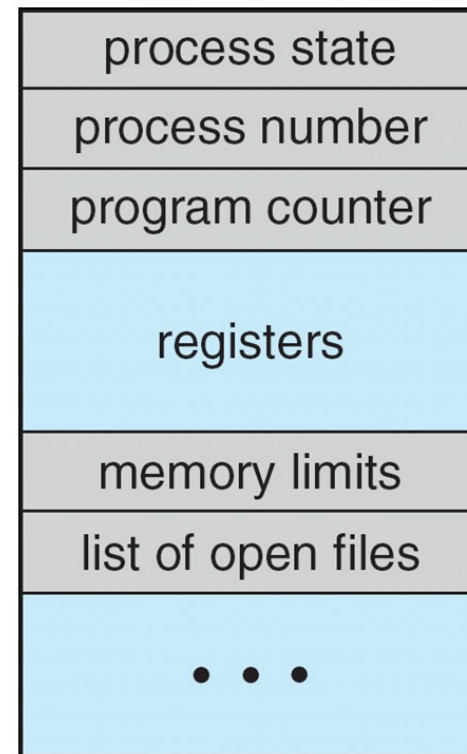 process state
process number
program counter
registers
memory limits
list of open files
• • •